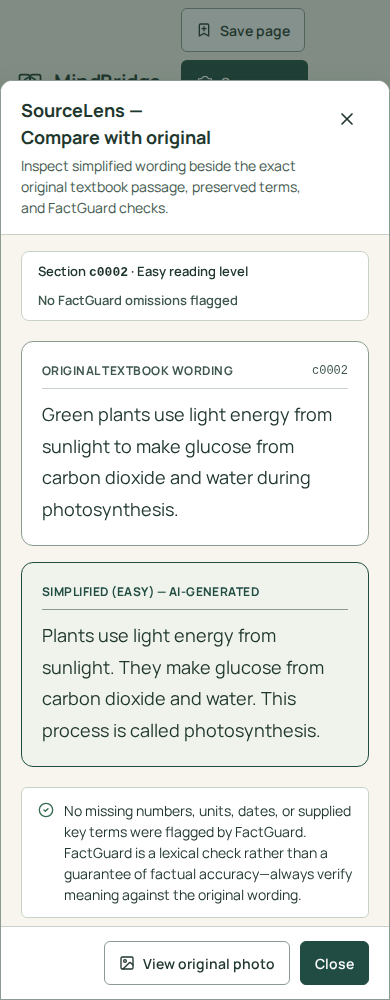 Save page
MindBridge
SourceLens —
Compare with original
Inspect simplified wording beside the exact
original textbook passage, preserved terms,
and FactGuard checks.
Section c0002 · Easy reading level
No FactGuard omissions flagged
ORIGINAL TEXTBOOK WORDING c0002
Green plants use light energy from
sunlight to make glucose from
carbon dioxide and water during
photosynthesis.
SIMPLIFIED (EASY) — AI-GENERATED
Plants use light energy from
sunlight. They make glucose from
carbon dioxide and water. This
process is called photosynthesis.
No missing numbers, units, dates, or supplied
key terms were flagged by FactGuard.
FactGuard is a lexical check rather than a
guarantee of factual accuracy—always verify
meaning against the original wording.
View original photo
Close